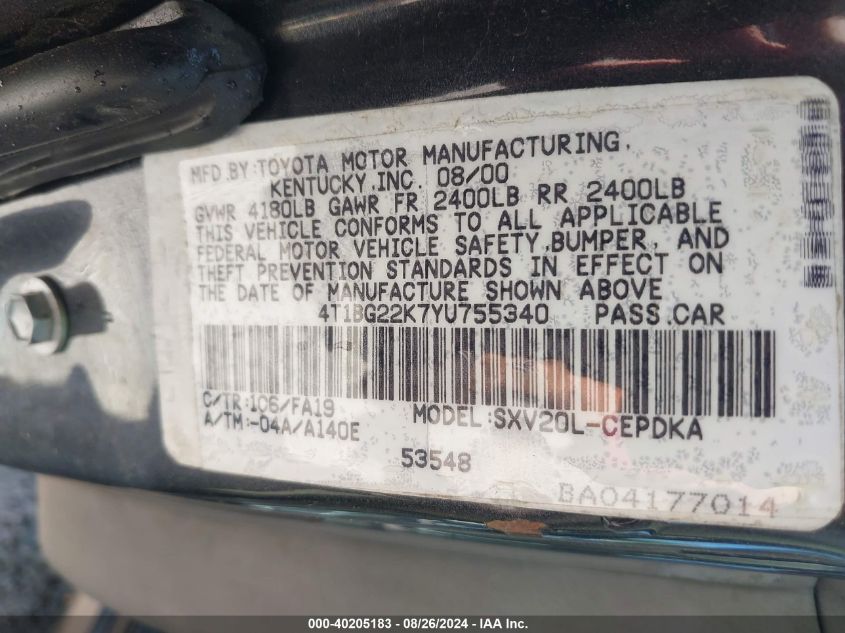 MFD.BY:TOYOTA MOTOR MANUFACTURING,
KENTUCKY,INC. 08/00
GVWR 4180LB GAWR FR 2400LB RR 2400LB
THIS VEHICLE CONFORMS TO ALL APPLICABLE
FEDERAL MOTOR VEHICLE SAFETY,BUMPER, AND
THEFT PREVENTION STANDARDS IN EFFECT ON
THE DATE OF MANUFACTURE SHOWN ABOVE
4T1BG22K7YU755340 PASS.CAR
C/TR:1C6/FA19
A/TM:-04A/A140E
MODEL:SXV20L-CEPDKA
53548
BA04177014
000-40205183 - 08/26/2024 - IAA Inc.